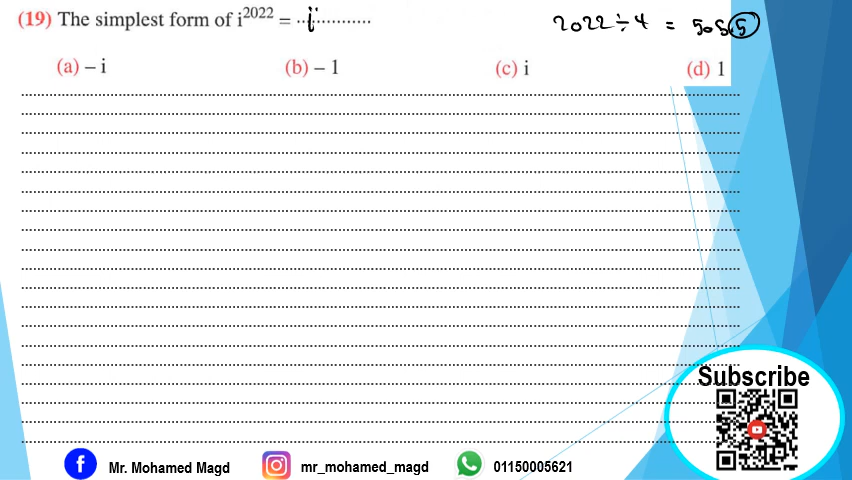 (19) The simplest form of i²⁰²² = ..i............
2022 ÷ 4 = 505.5
(a) – i
(b) – 1
(c) i
(d) 1
Subscribe
Mr. Mohamed Magd
mr_mohamed_magd
01150005621